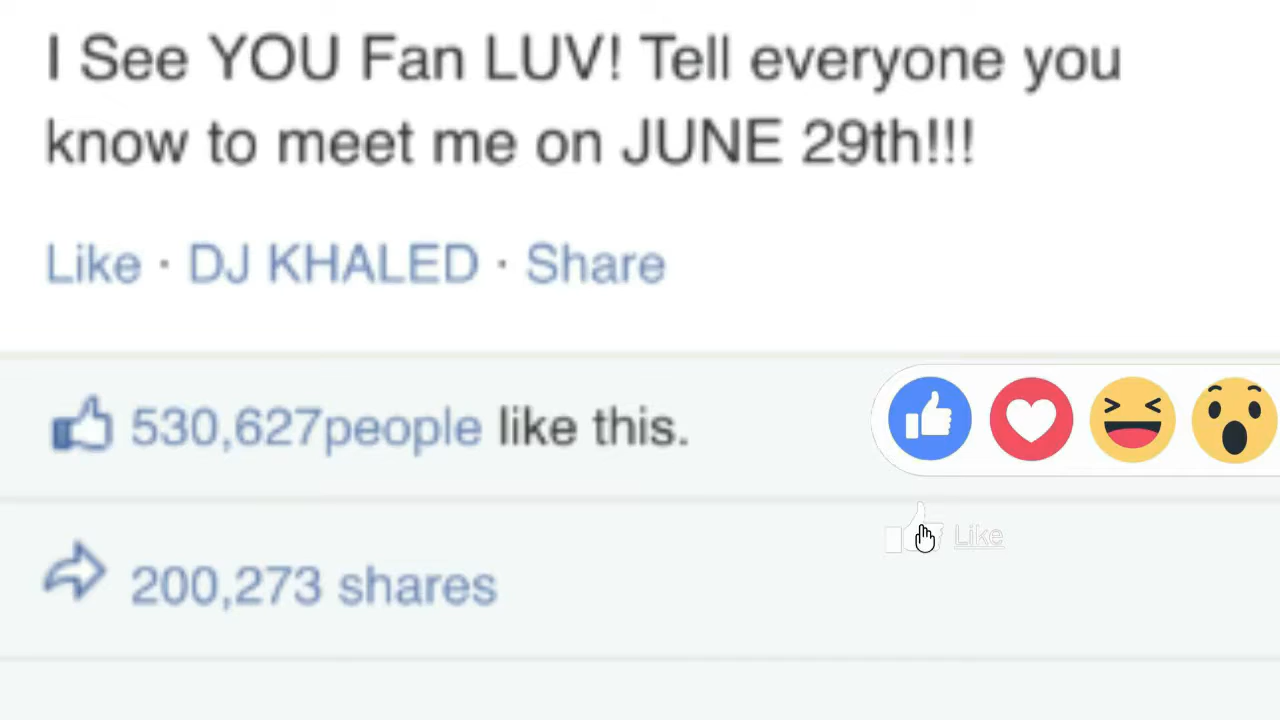 I See YOU Fan LUV! Tell everyone you
know to meet me on JUNE 29th!!!
Like · DJ KHALED · Share
530,627people like this.
Like
200,273 shares